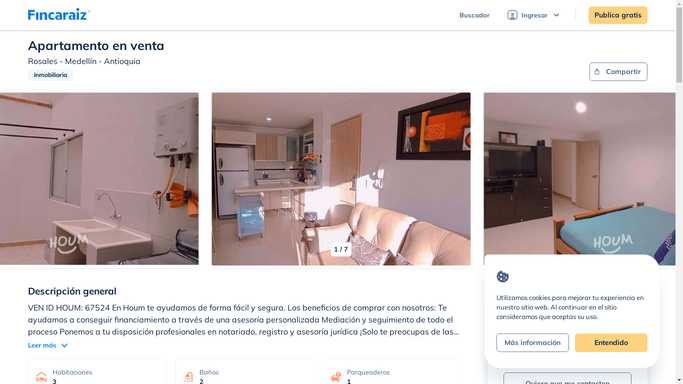 Fincaraiz
Buscador
Ingresar
Publica gratis
Apartamento en venta
Rosales - Medellín - Antioquia
Inmobiliaria
Compartir
HOUM
1 / 7
HOUM
Descripción general
VEN ID HOUM: 67524 En Houm te ayudamos de forma fácil y segura. Los beneficios de comprar con nosotros: Te
ayudamos a conseguir financiamiento a través de una asesoría personalizada Mediación y seguimiento de todo el
proceso Ponemos a tu disposición profesionales en notariado, registro y asesoría jurídica ¡Solo te preocupas de las...
Leer más
Habitaciones
3
Baños
2
Parqueaderos
1
Utilizamos cookies para mejorar tu experiencia en
nuestro sitio web. Al continuar en el sitio
consideramos que aceptas su uso.
Más información
Entendido
Quiero que me contacten